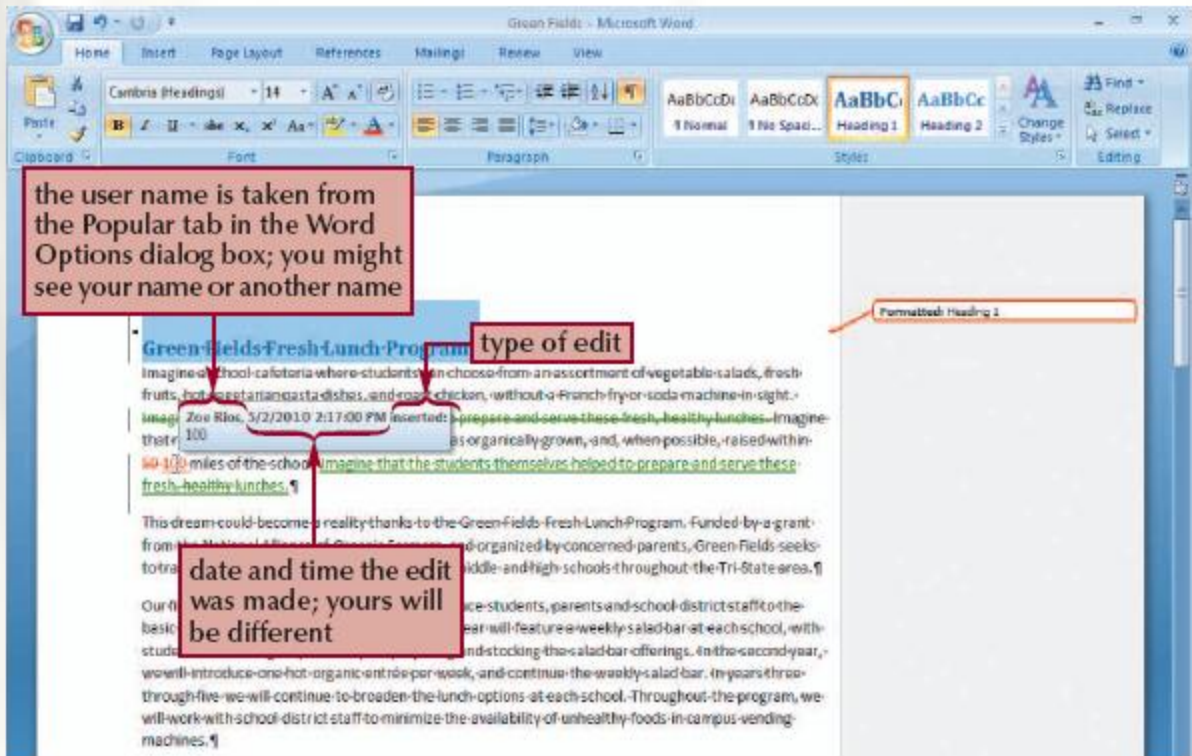 Green Fields - Microsoft Word
Home Insert Page Layout References Mailings Review View
Cambria (Headings) 14
Paste
B I U abc x, x² Aa A
AaBbCcDc AaBbCcDc AaBbC AaBbCc
¶ Normal ¶ No Spaci... Heading 1 Heading 2
Change Styles
Find
Replace
Select
Clipboard Font Paragraph Styles Editing
the user name is taken from
the Popular tab in the Word
Options dialog box; you might
see your name or another name
Formatted: Heading 1
Green Fields Fresh Lunch Program
type of edit
Imagine a school cafeteria where students can choose from an assortment of vegetable salads, fresh
fruits, hot vegetarian pasta dishes, and roast chicken, without a French fry or soda machine in sight.
prepare and serve these fresh, healthy lunches. Imagine
Zoe Rios, 5/2/2010 2:17:00 PM inserted:
100
that as organically grown, and, when possible, raised within
50 100 miles of the school. Imagine that the students themselves helped to prepare and serve these
fresh, healthy lunches.¶
This dream could become a reality thanks to the Green Fields Fresh Lunch Program. Funded by a grant
from and organized by concerned parents, Green Fields seeks
to middle and high schools throughout the Tri-State area.¶
date and time the edit
was made; yours will
be different
Our students, parents and school district staff to the
basic will feature a weekly salad bar at each school, with
and stocking the salad bar offerings. In the second year,
we will introduce one hot organic entrée per week, and continue the weekly salad bar. In years three
through five we will continue to broaden the lunch options at each school. Throughout the program, we
will work with school district staff to minimize the availability of unhealthy foods in campus vending
machines.¶